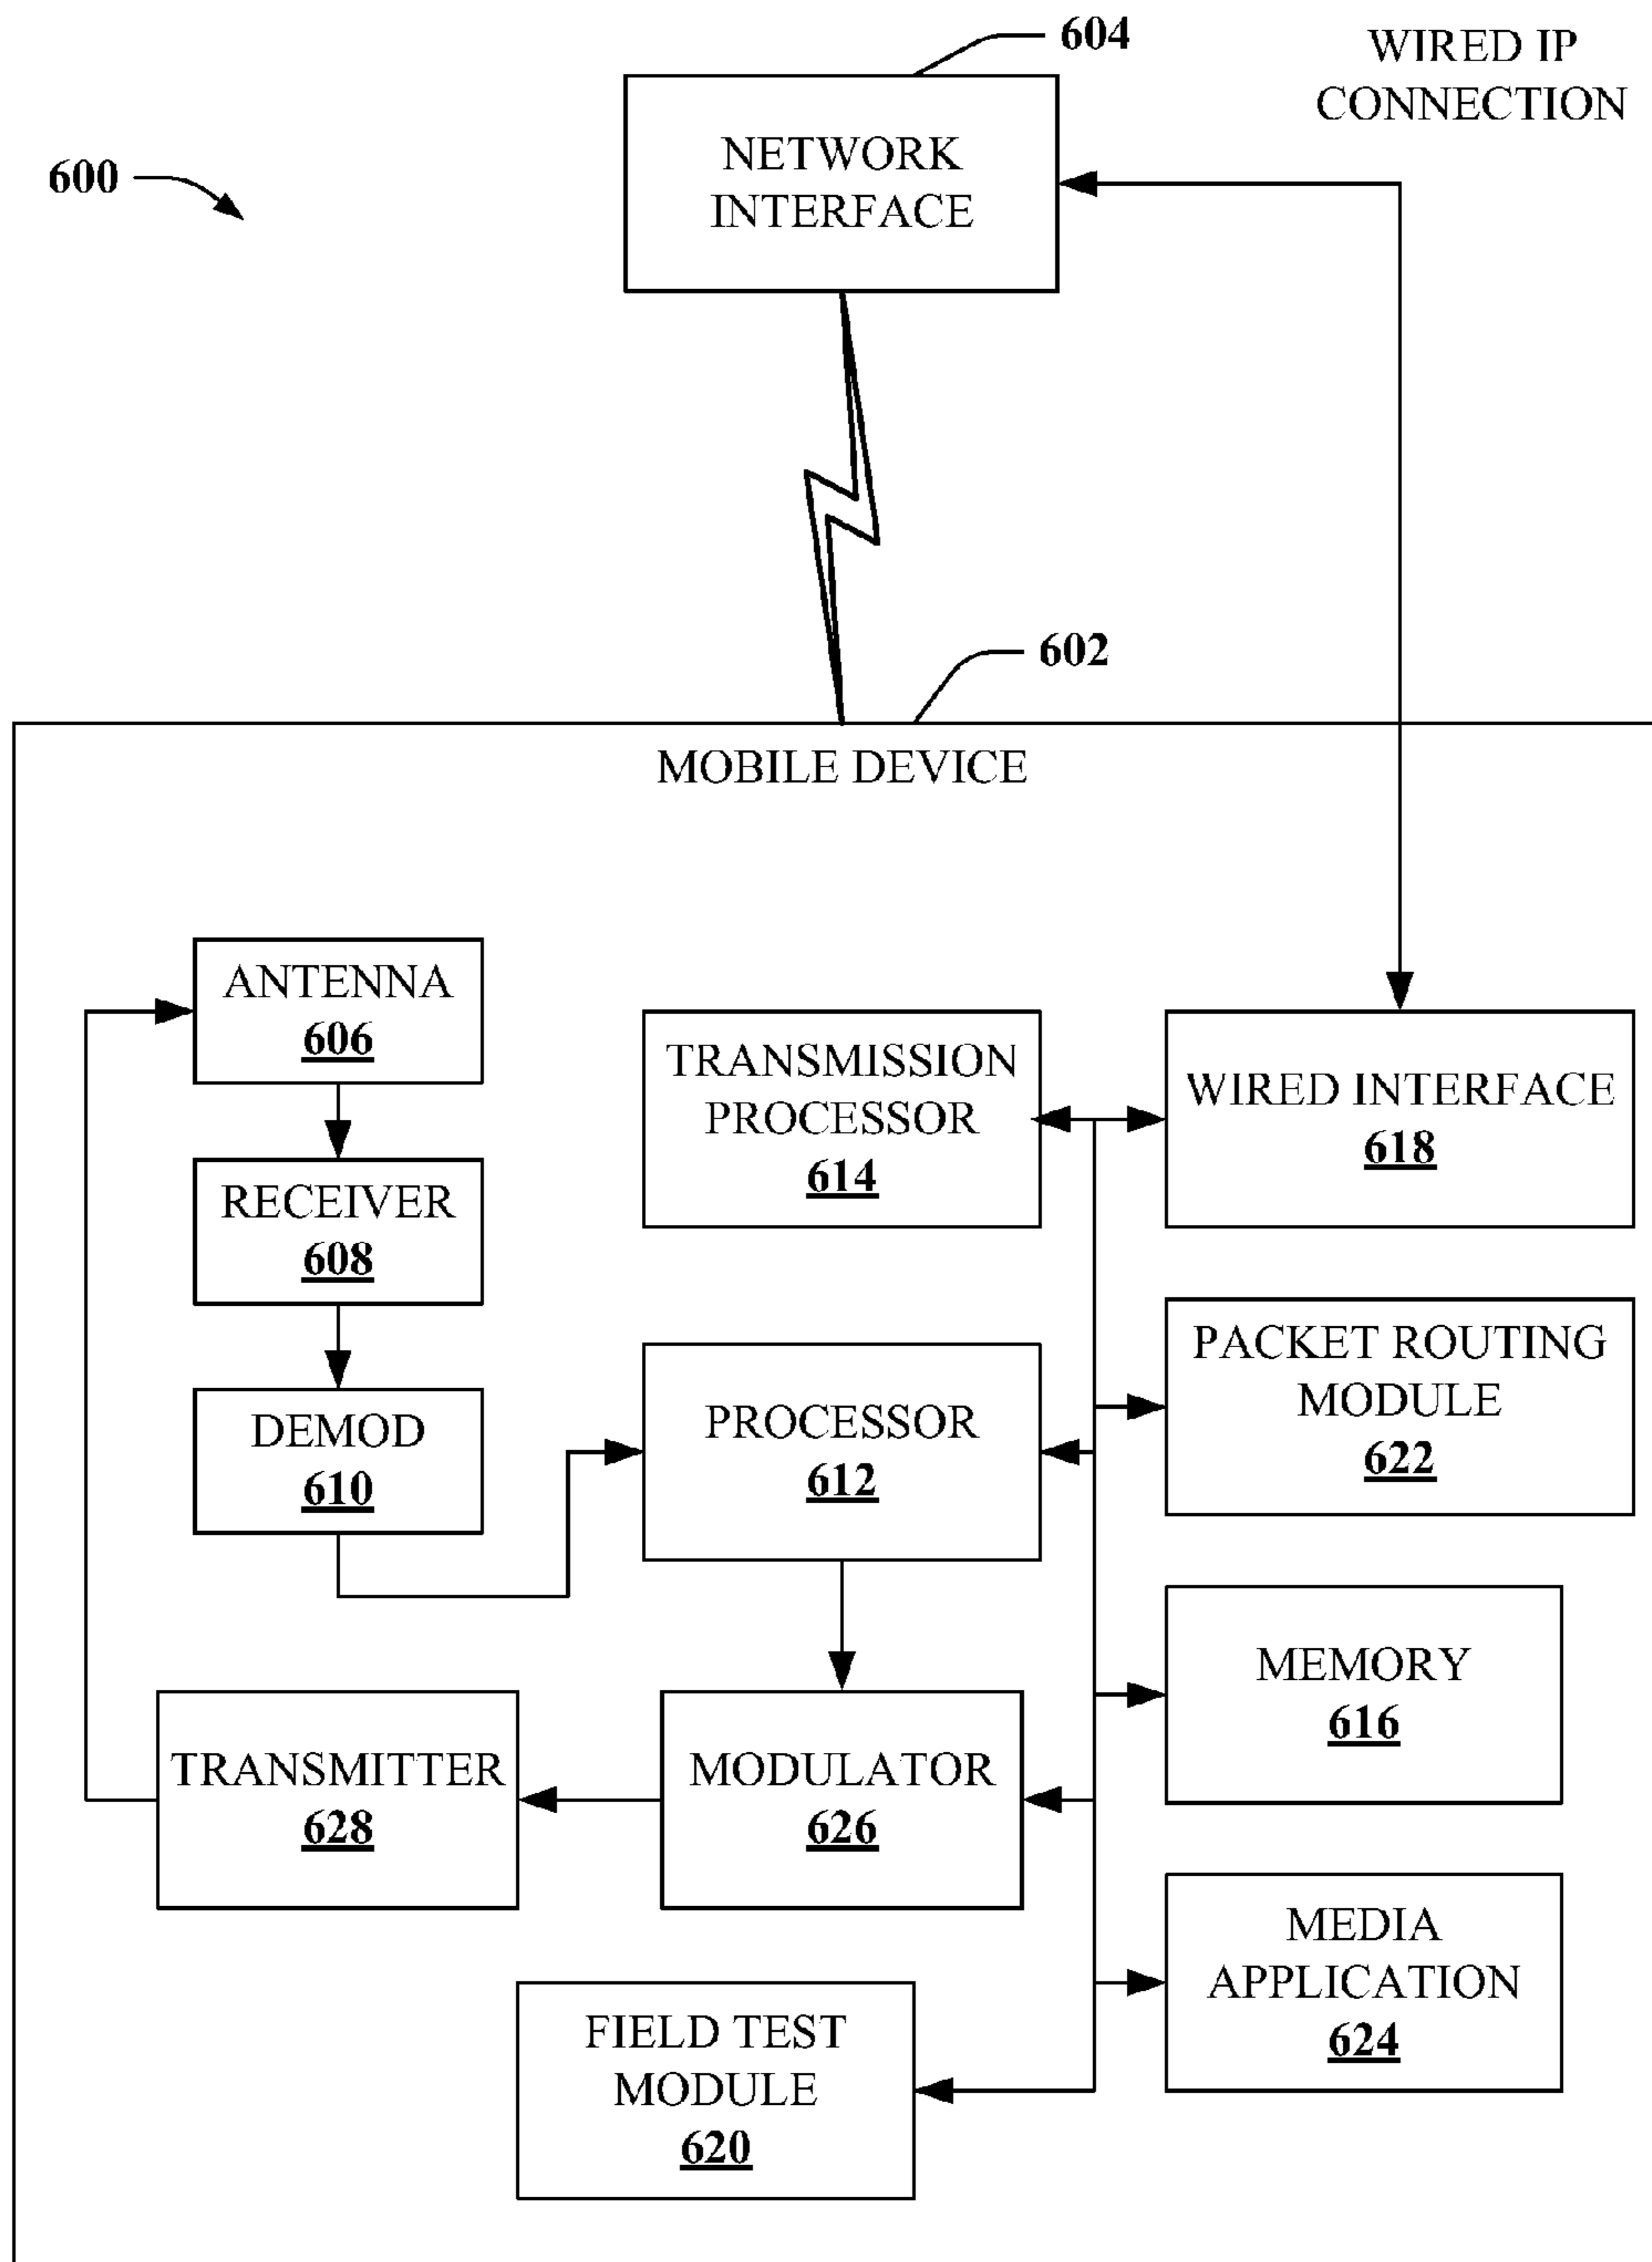 604
WIRED IP
CONNECTION
NETWORK
INTERFACE
600
602
MOBILE DEVICE
ANTENNA
606
TRANSMISSION
PROCESSOR
614
WIRED INTERFACE
618
RECEIVER
608
PACKET ROUTING
MODULE
622
DEMOD
610
PROCESSOR
612
MEMORY
616
TRANSMITTER
628
MODULATOR
626
MEDIA
APPLICATION
624
FIELD TEST
MODULE
620